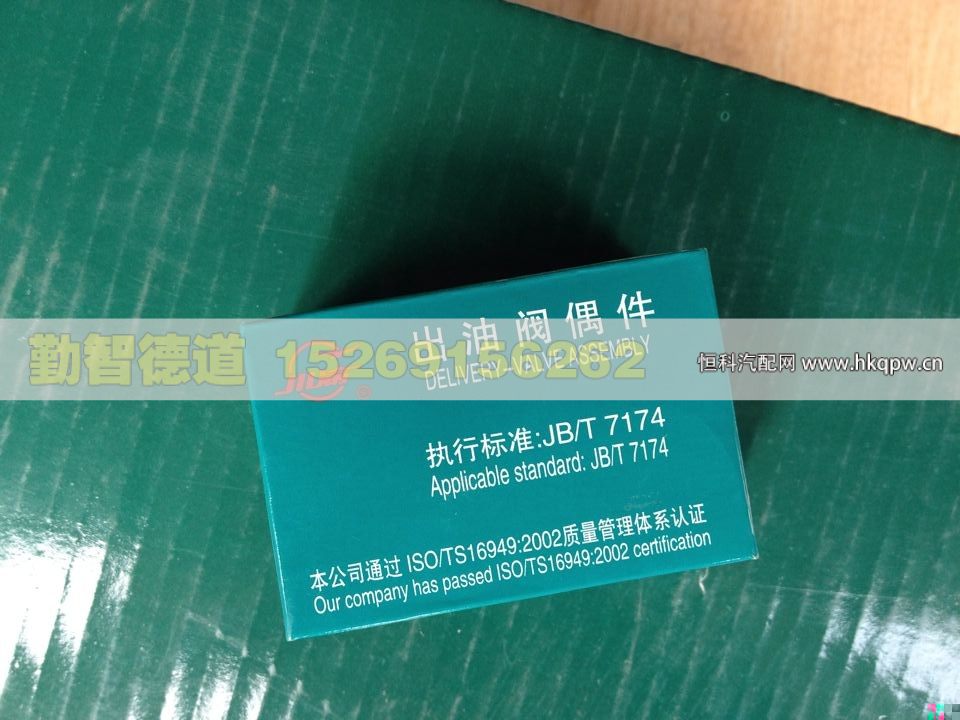 出油阀偶件
DELIVERY-VALVE ASSEMBLY
勤智德道 15269156262
恒科汽配网 www.hkqpw.cn
执行标准:JB/T 7174
Applicable standard: JB/T 7174
本公司通过 ISO/TS16949:2002质量管理体系认证
Our company has passed ISO/TS16949:2002 certification